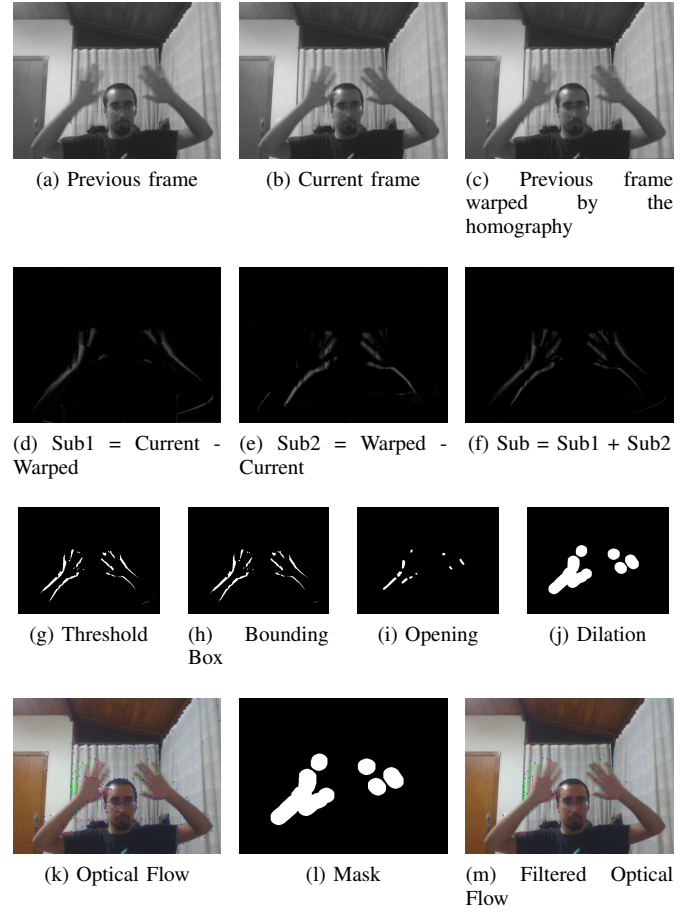 (a) Previous frame
(b) Current frame
(c) Previous frame
warped by the
homography
(d) Sub1 = Current -
Warped
(e) Sub2 = Warped -
Current
(f) Sub = Sub1 + Sub2
(g) Threshold
(h) Bounding
Box
(i) Opening
(j) Dilation
(k) Optical Flow
(l) Mask
(m) Filtered Optical
Flow